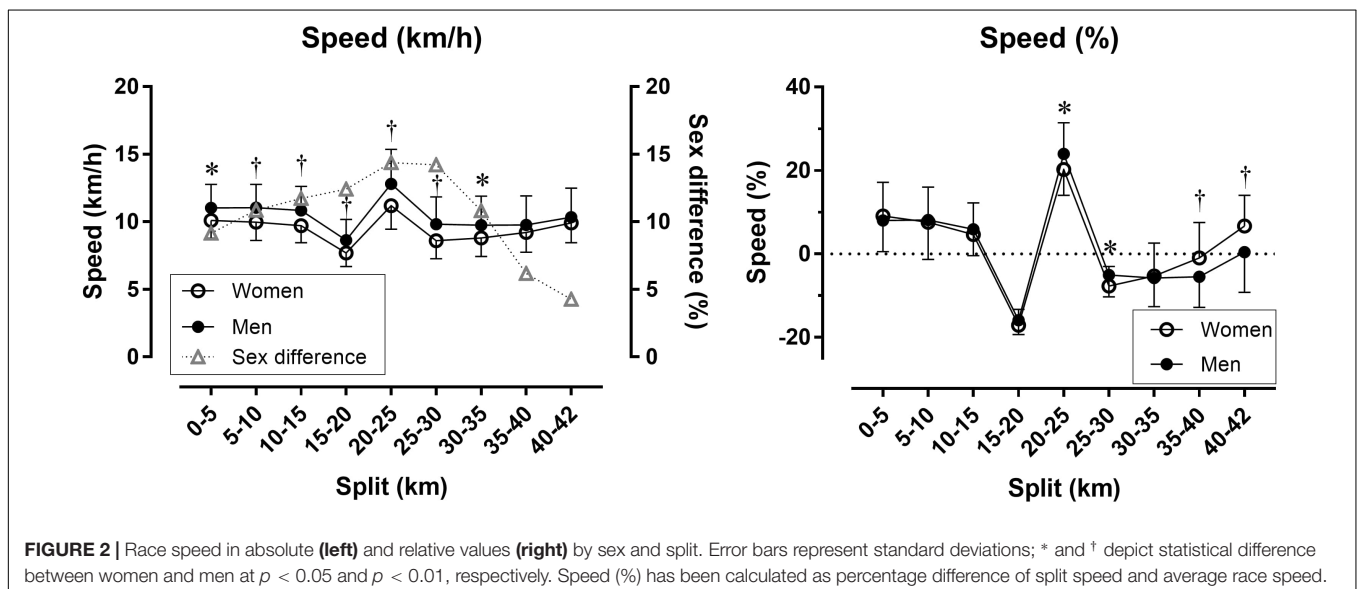 Speed (km/h)
Speed (%)
20
15
10
5
0
Speed (km/h)
20
15
10
5
0
Sex difference (%)
* † † † † † *
Women
Men
Sex difference
0-5
5-10
10-15
15-20
20-25
25-30
30-35
35-40
40-42
Split (km)
40
20
0
-20
Speed (%)
* * † †
Women
Men
0-5
5-10
10-15
15-20
20-25
25-30
30-35
35-40
40-42
Split (km)
FIGURE 2 | Race speed in absolute (left) and relative values (right) by sex and split. Error bars represent standard deviations; * and † depict statistical difference
between women and men at p < 0.05 and p < 0.01, respectively. Speed (%) has been calculated as percentage difference of split speed and average race speed.